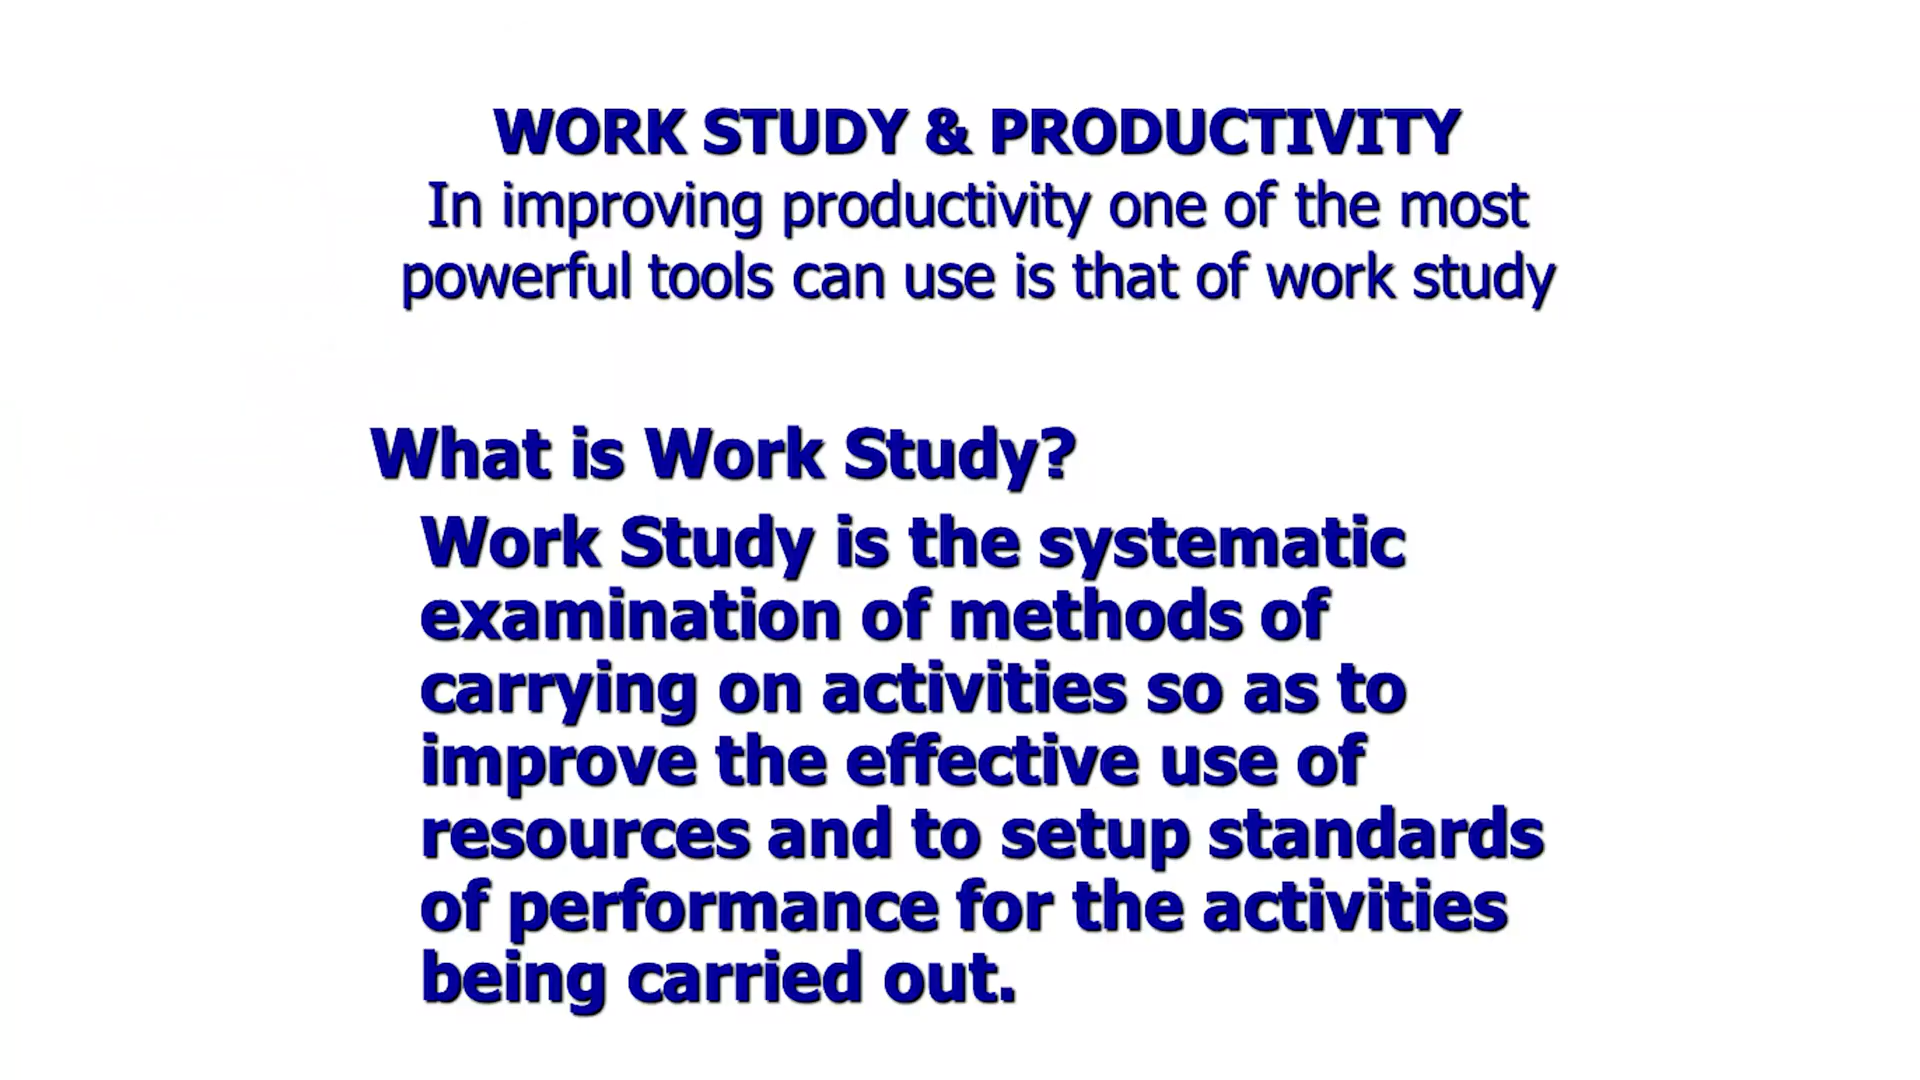 WORK STUDY & PRODUCTIVITY
In improving productivity one of the most
powerful tools can use is that of work study
What is Work Study?
Work Study is the systematic
examination of methods of
carrying on activities so as to
improve the effective use of
resources and to setup standards
of performance for the activities
being carried out.